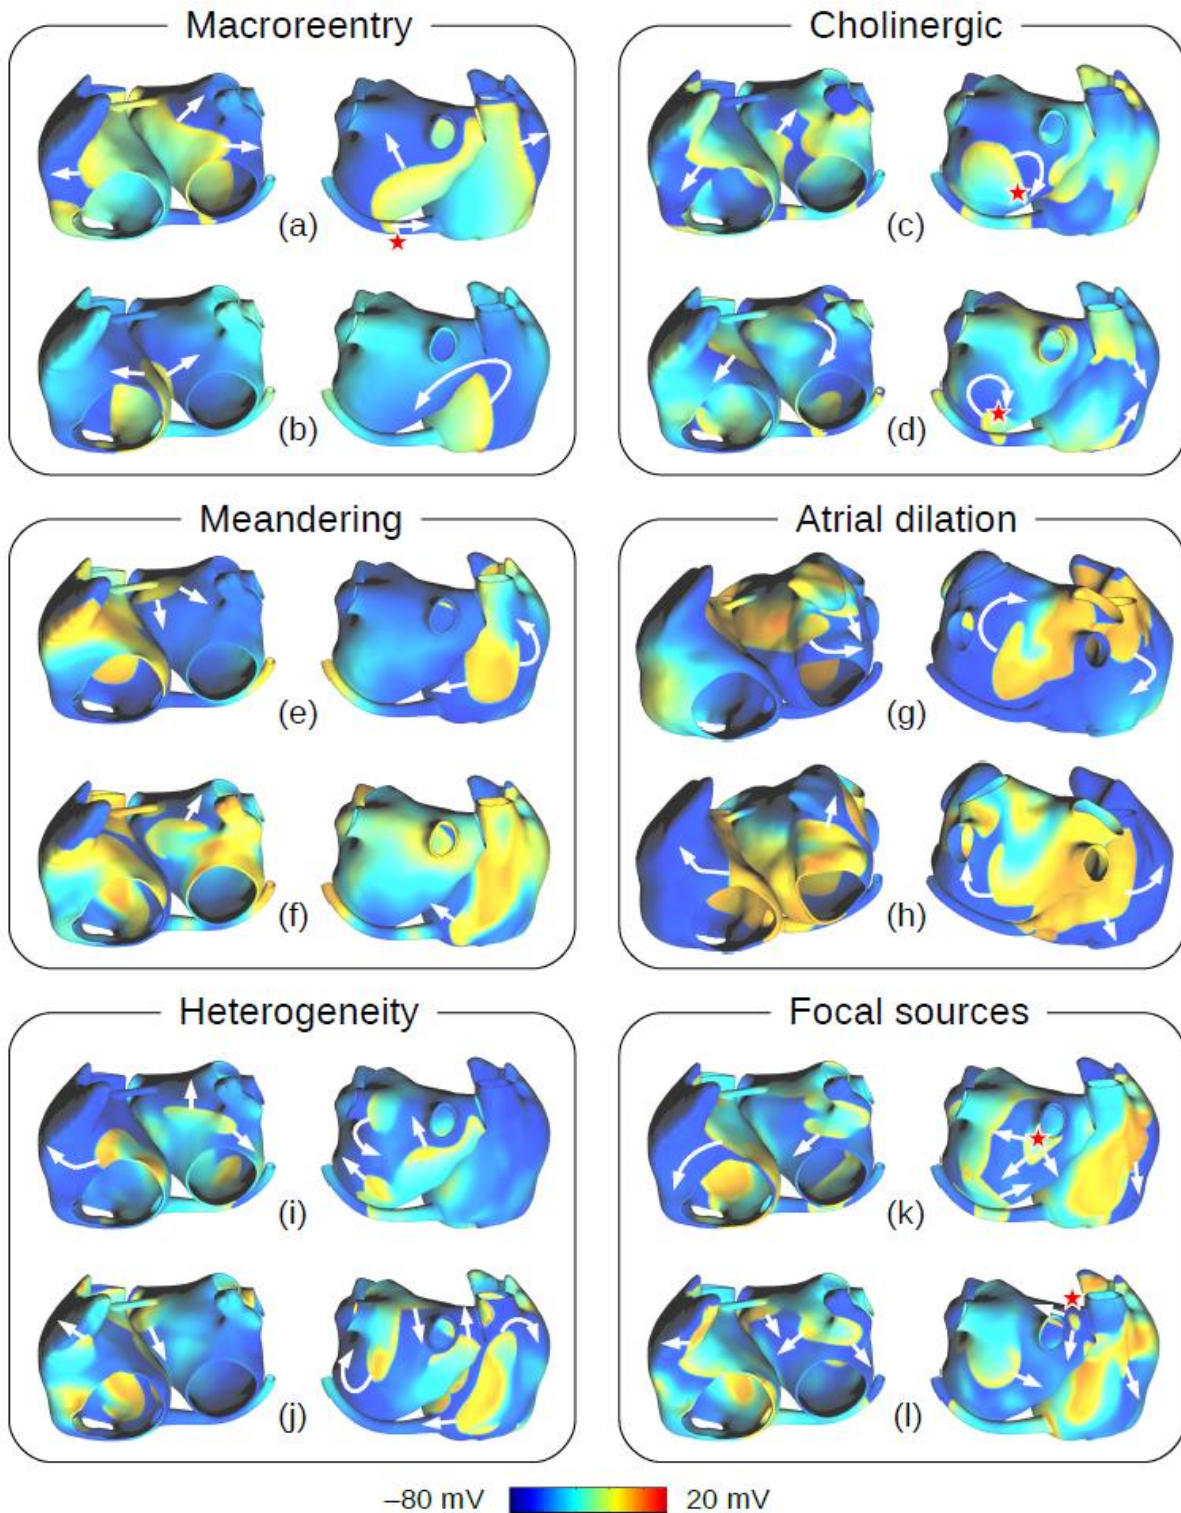 Macroreentry
Cholinergic
(a)
(c)
(b)
(d)
Meandering
Atrial dilation
(e)
(g)
(f)
(h)
Heterogeneity
Focal sources
(i)
(k)
(j)
(l)
–80 mV
20 mV